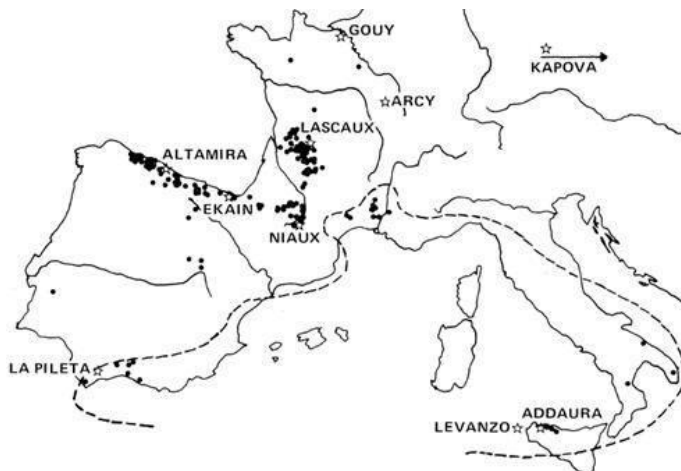 GOUY
KAPOVA
ARCY
LASCAUX
ALTAMIRA
EKAIN
NIAUX
LA PILETA
ADDAURA
LEVANZO